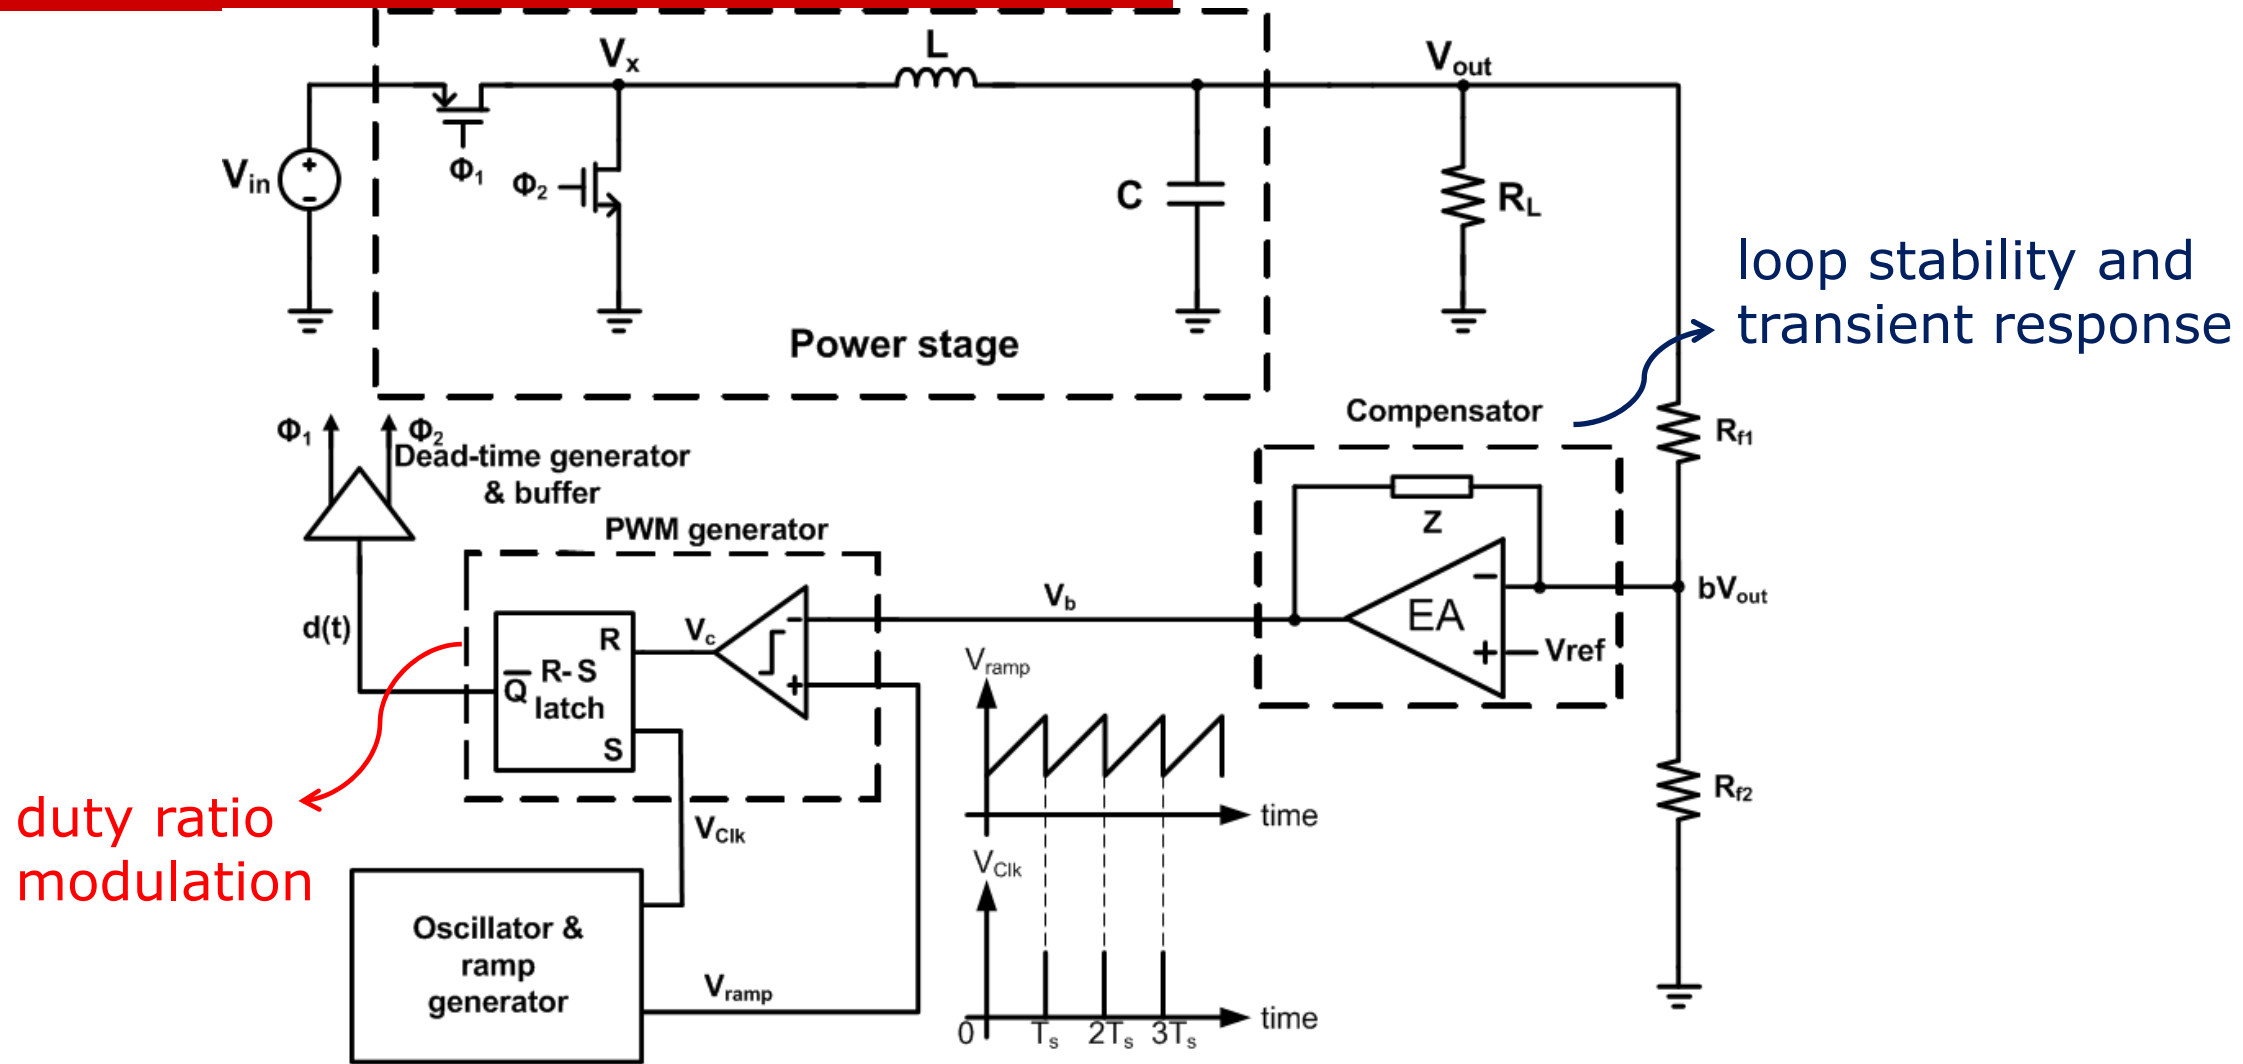 Vx
L
Vout
Vin
+
-
Φ1
Φ2
C
RL
Power stage
loop stability and
transient response
Φ1
Φ2
Dead-time generator
& buffer
Compensator
Rf1
Z
PWM generator
Vb
EA
−
+
Vref
bVout
d(t)
R
Vc
−
+
Q̅
R-S
latch
S
Vramp
time
duty ratio
modulation
VClk
VClk
Rf2
Oscillator &
ramp
generator
Vramp
0
Ts
2Ts
3Ts
time